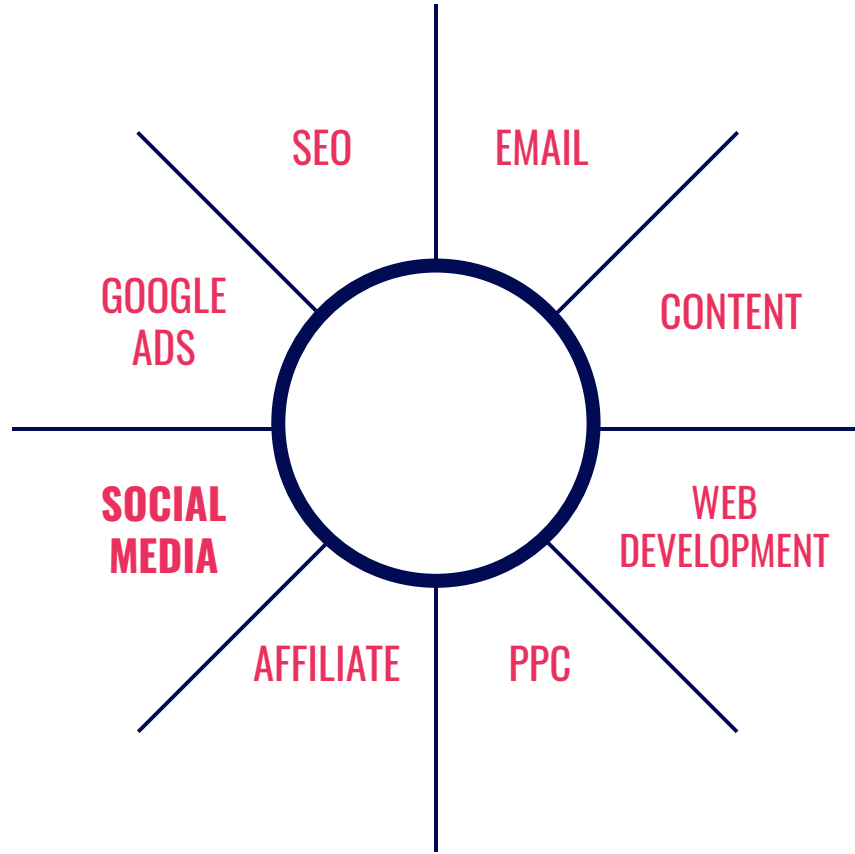 SEO
EMAIL
GOOGLE
ADS
CONTENT
SOCIAL
MEDIA
WEB
DEVELOPMENT
AFFILIATE
PPC